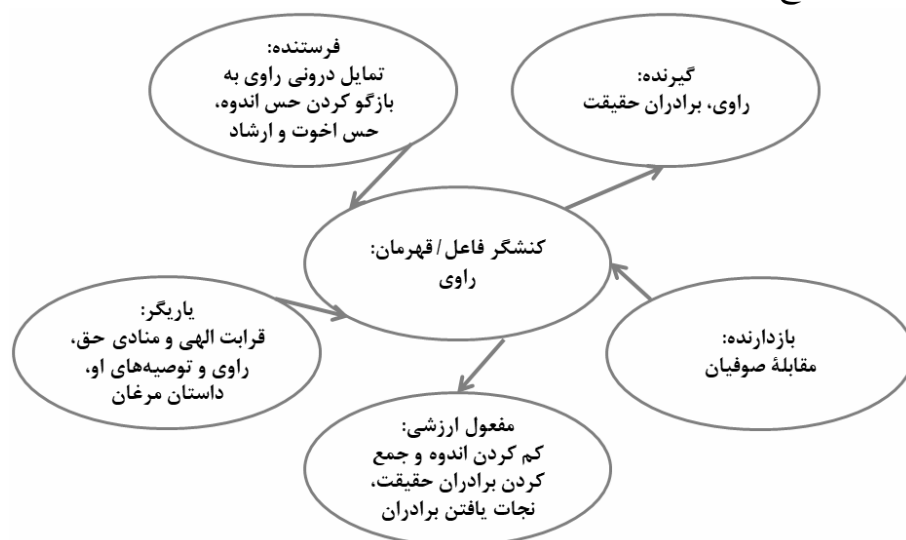 گیرنده:
راوی، برادران حقیقت
فرستنده:
تمایل درونی راوی به
بازگو کردن حس اندوه،
حس اخوت و ارشاد
کنشگر فاعل/ قهرمان:
راوی
بازدارنده:
مقابلهٔ صوفیان
یاریگر:
قرابت الهی و منادی حق،
راوی و توصیه‌های او،
داستان مرغان
مفعول ارزشی:
کم کردن اندوه و جمع
کردن برادران حقیقت،
نجات یافتن برادران